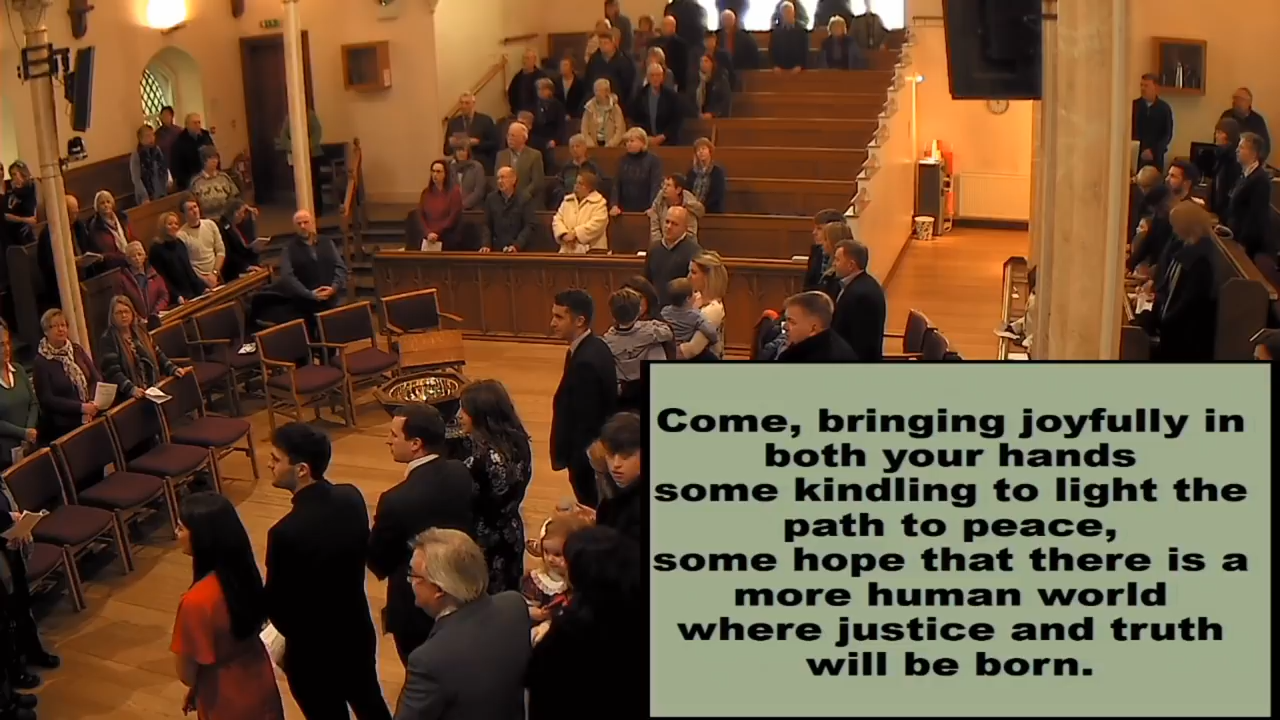 Come, bringing joyfully in
both your hands
some kindling to light the
path to peace,
some hope that there is a
more human world
where justice and truth
will be born.